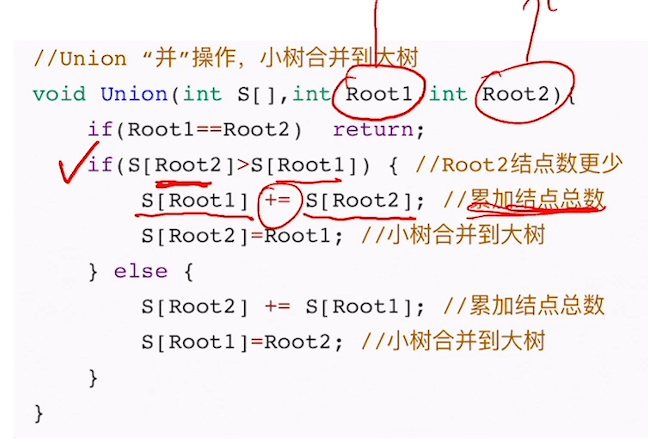 //Union “并”操作，小树合并到大树
void Union(int S[],int Root1,int Root2){
if(Root1==Root2)  return;
if(S[Root2]>S[Root1]) { //Root2结点数更少
S[Root1] += S[Root2]; //累加结点总数
S[Root2]=Root1; //小树合并到大树
} else {
S[Root2] += S[Root1]; //累加结点总数
S[Root1]=Root2; //小树合并到大树
}
}